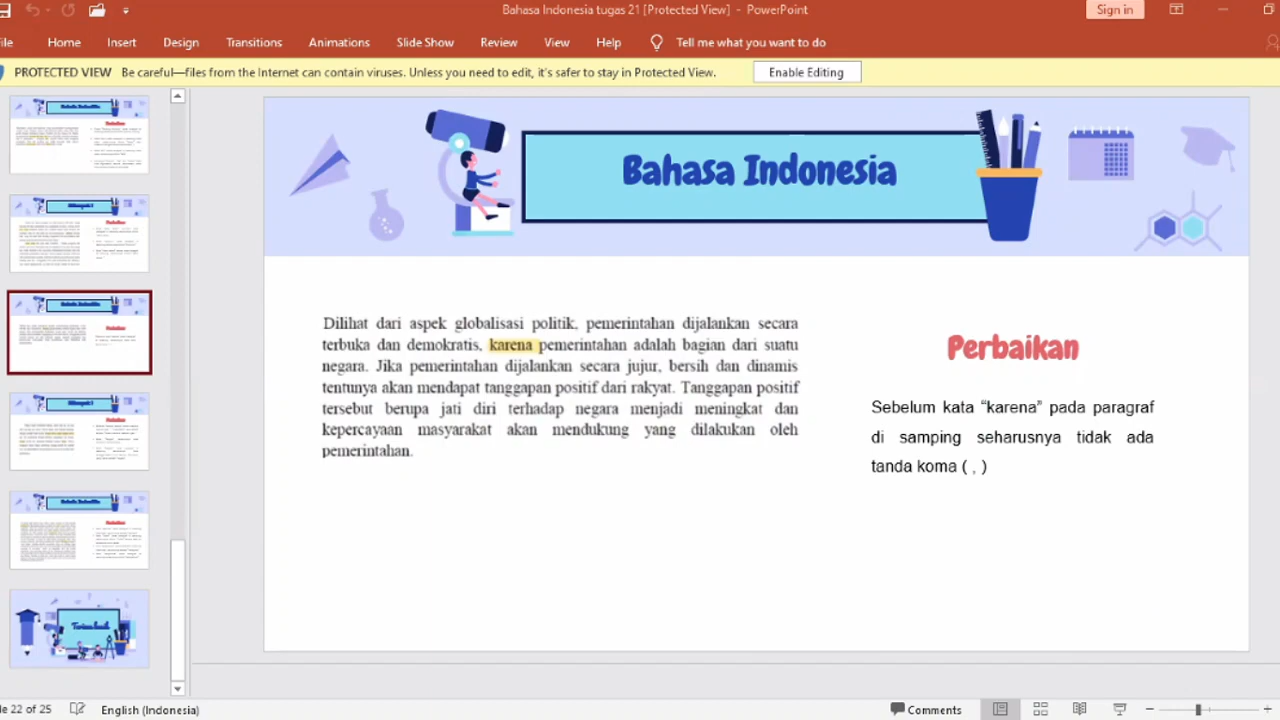 Bahasa Indonesia tugas 21 [Protected View] - PowerPoint
Sign in
Home Insert Design Transitions Animations Slide Show Review View Help Tell me what you want to do
PROTECTED VIEW Be careful—files from the Internet can contain viruses. Unless you need to edit, it's safer to stay in Protected View. Enable Editing
Bahasa Indonesia
Dilihat dari aspek globalisasi politik, pemerintahan dijalankan secara
terbuka dan demokratis, karena pemerintahan adalah bagian dari suatu
negara. Jika pemerintahan dijalankan secara jujur, bersih dan dinamis
tentunya akan mendapat tanggapan positif dari rakyat. Tanggapan positif
tersebut berupa jati diri terhadap negara menjadi meningkat dan
kepercayaan masyarakat akan mendukung yang dilakukan oleh
pemerintahan.
Perbaikan
Sebelum kata “karena” pada paragraf
di samping seharusnya tidak ada
tanda koma ( , )
Terima kasih
22 of 25 English (Indonesia) Comments